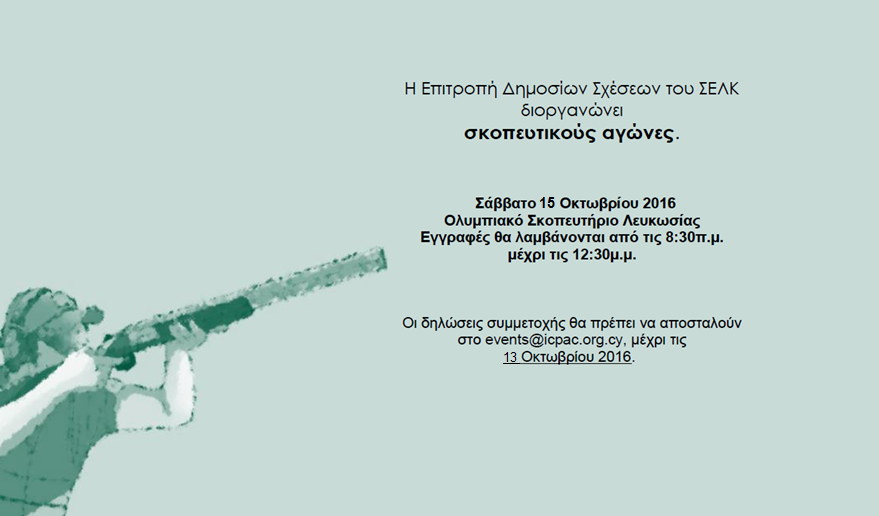 Η Επιτροπή Δημοσίων Σχέσεων του ΣΕΛΚ
διοργανώνει
σκοπευτικούς αγώνες.
Σάββατο 15 Οκτωβρίου 2016
Ολυμπιακό Σκοπευτήριο Λευκωσίας
Εγγραφές θα λαμβάνονται από τις 8:30π.μ.
μέχρι τις 12:30μ.μ.
Οι δηλώσεις συμμετοχής θα πρέπει να αποσταλούν
στο events@icpac.org.cy, μέχρι τις
13 Οκτωβρίου 2016.